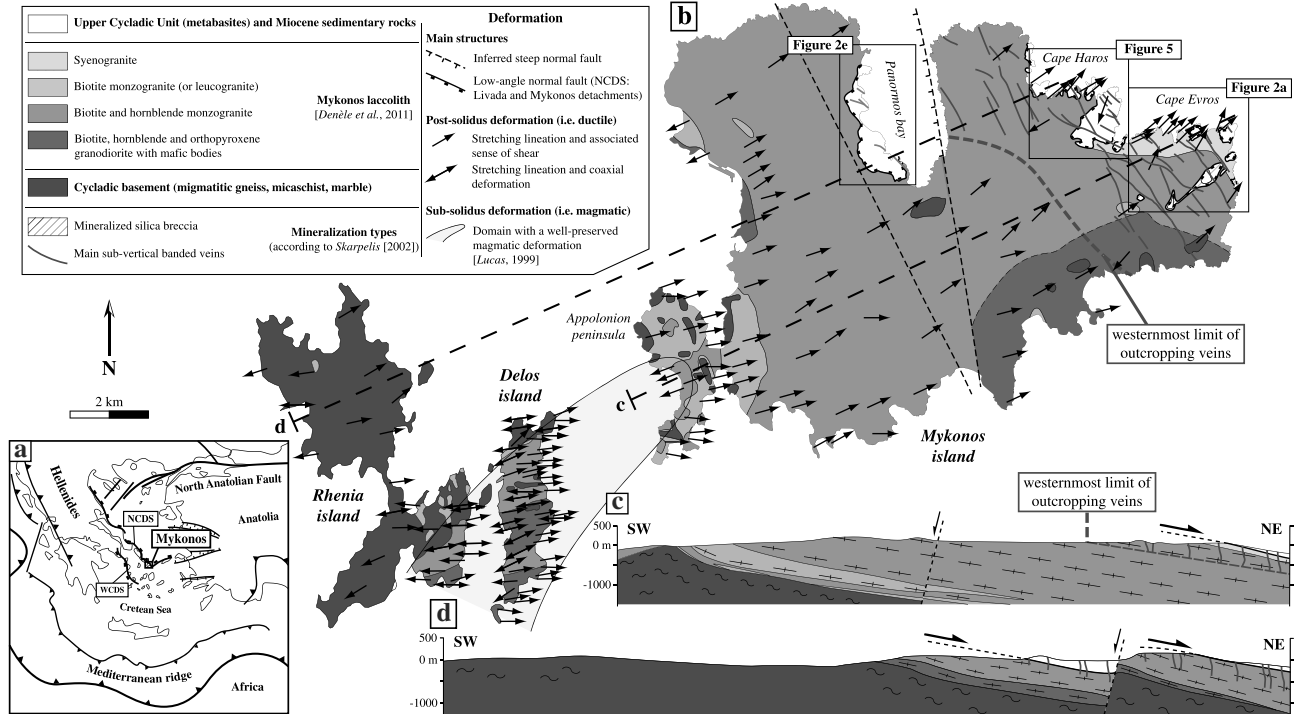 Upper Cycladic Unit (metabasites) and Miocene sedimentary rocks
Syenogranite
Biotite monzogranite (or leucogranite)
Biotite and hornblende monzogranite
Biotite, hornblende and orthopyroxene
granodiorite with mafic bodies
Mykonos laccolith
[Denèle et al., 2011]
Cycladic basement (migmatitic gneiss, micaschist, marble)
Mineralized silica breccia
Main sub-vertical banded veins
Mineralization types
(according to Skarpelis [2002])
Deformation
Main structures
Inferred steep normal fault
Low-angle normal fault (NCDS:
Livada and Mykonos detachments)
Post-solidus deformation (i.e. ductile)
Stretching lineation and associated
sense of shear
Stretching lineation and coaxial
deformation
Sub-solidus deformation (i.e. magmatic)
Domain with a well-preserved
magmatic deformation
[Lucas, 1999]
b
Figure 2e
Panormos bay
Cape Haros
Figure 5
Cape Evros
Figure 2a
westernmost limit of
outcropping veins
Appolonion
peninsula
N
2 km
Delos
island
c
d
Rhenia
island
Mykonos
island
a
Hellenides
North Anatolian Fault
Anatolia
NCDS
Mykonos
WCDS
Cretean Sea
Mediterranean ridge
Africa
c
westernmost limit of
outcropping veins
500
SW
NE
0 m
-1000
d
500
SW
NE
0 m
-1000